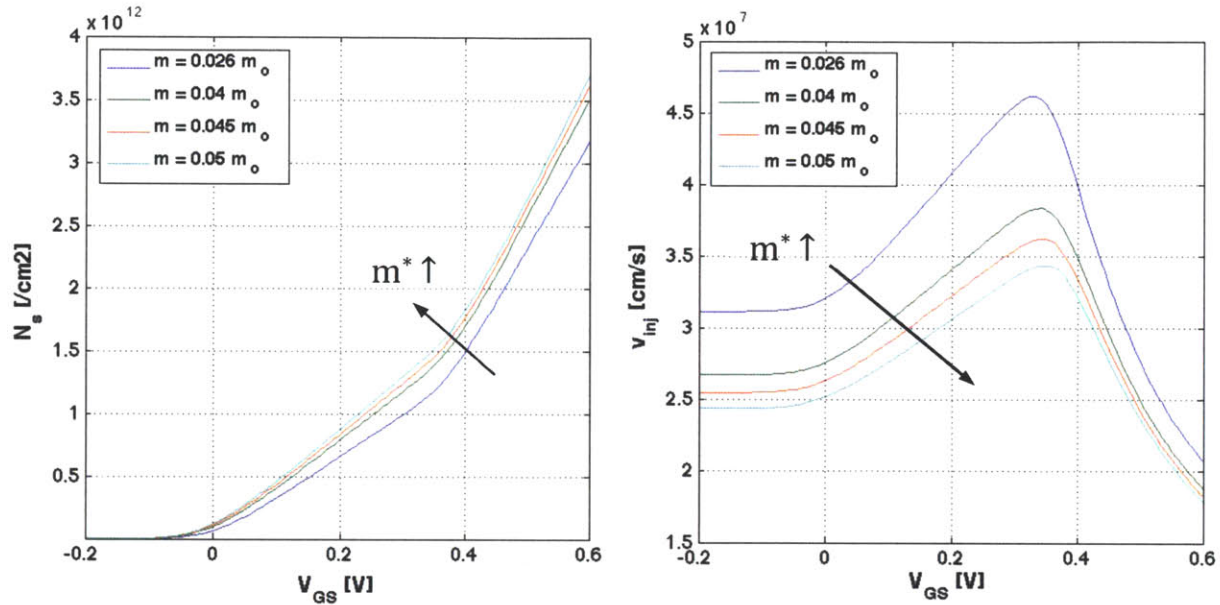 x 10^12
4
3.5
3
2.5
2
1.5
1
0.5
N_s [/cm2]
-0.2
0
0.2
0.4
0.6
V_GS [V]
m = 0.026 m_o
m = 0.04 m_o
m = 0.045 m_o
m = 0.05 m_o
m* ↑
x 10^7
5
4.5
4
3.5
3
2.5
2
1.5
v_inj [cm/s]
-0.2
0
0.2
0.4
0.6
V_GS [V]
m = 0.026 m_o
m = 0.04 m_o
m = 0.045 m_o
m = 0.05 m_o
m* ↑